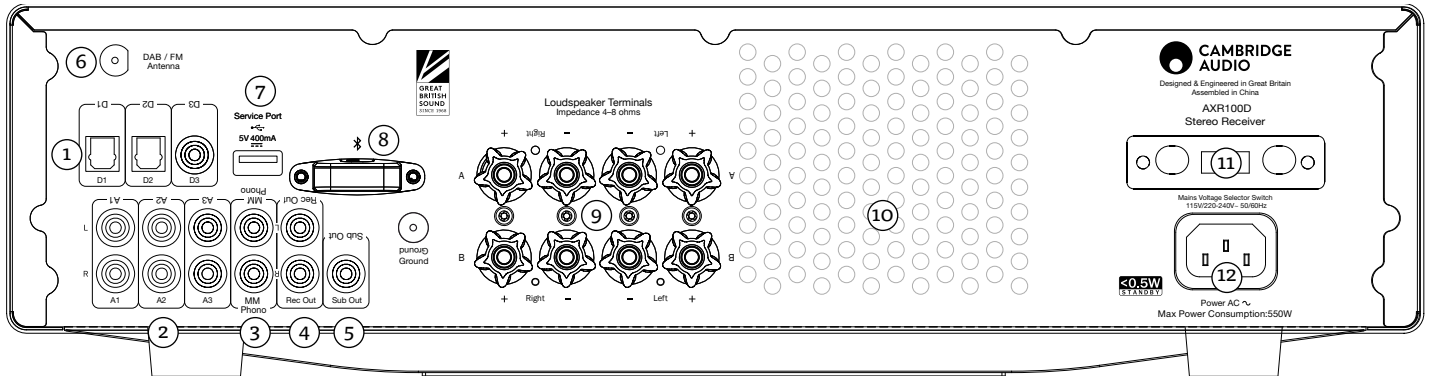 6
DAB / FM
Antenna
7
Service Port
5V 400mA
D1
D2
D3
1
D1
D2
D3
8
GREAT
BRITISH
SOUND
SINCE 1968
Loudspeaker Terminals
Impedance 4–8 ohms
+
Right
–
–
Left
+
A
A
9
B
B
+
Right
–
–
Left
+
10
CAMBRIDGE
AUDIO
Designed & Engineered in Great Britain
Assembled in China
AXR100D
Stereo Receiver
11
Mains Voltage Selector Switch
115V/220-240V~ 50/60Hz
12
<0.5W
STANDBY
Power AC ~
Max Power Consumption:550W
A1
A2
A3
MM
Phono
Rec Out
Sub Out
L
L
R
R
A1
A2
A3
MM
Phono
Rec Out
Sub Out
Ground
Ground
2
3
4
5